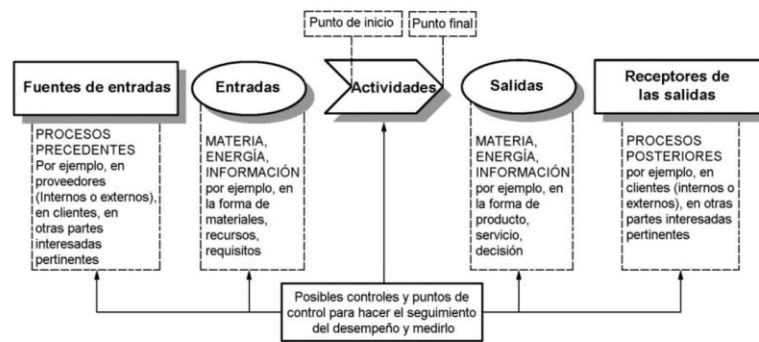 Punto de inicio
Punto final
Fuentes de entradas
Entradas
Actividades
Salidas
Receptores de
las salidas
PROCESOS
PRECEDENTES
Por ejemplo, en
proveedores
(Internos o externos),
en clientes, en
otras partes
interesadas
pertinentes
MATERIA,
ENERGÍA,
INFORMACIÓN
por ejemplo, en
la forma de
materiales,
recursos,
requisitos
MATERIA,
ENERGÍA,
INFORMACIÓN
por ejemplo, en
la forma de
producto,
servicio,
decisión
PROCESOS
POSTERIORES
por ejemplo, en
clientes (internos o
externos), en otras
partes interesadas
pertinentes
Posibles controles y puntos de
control para hacer el seguimiento
del desempeño y medirlo